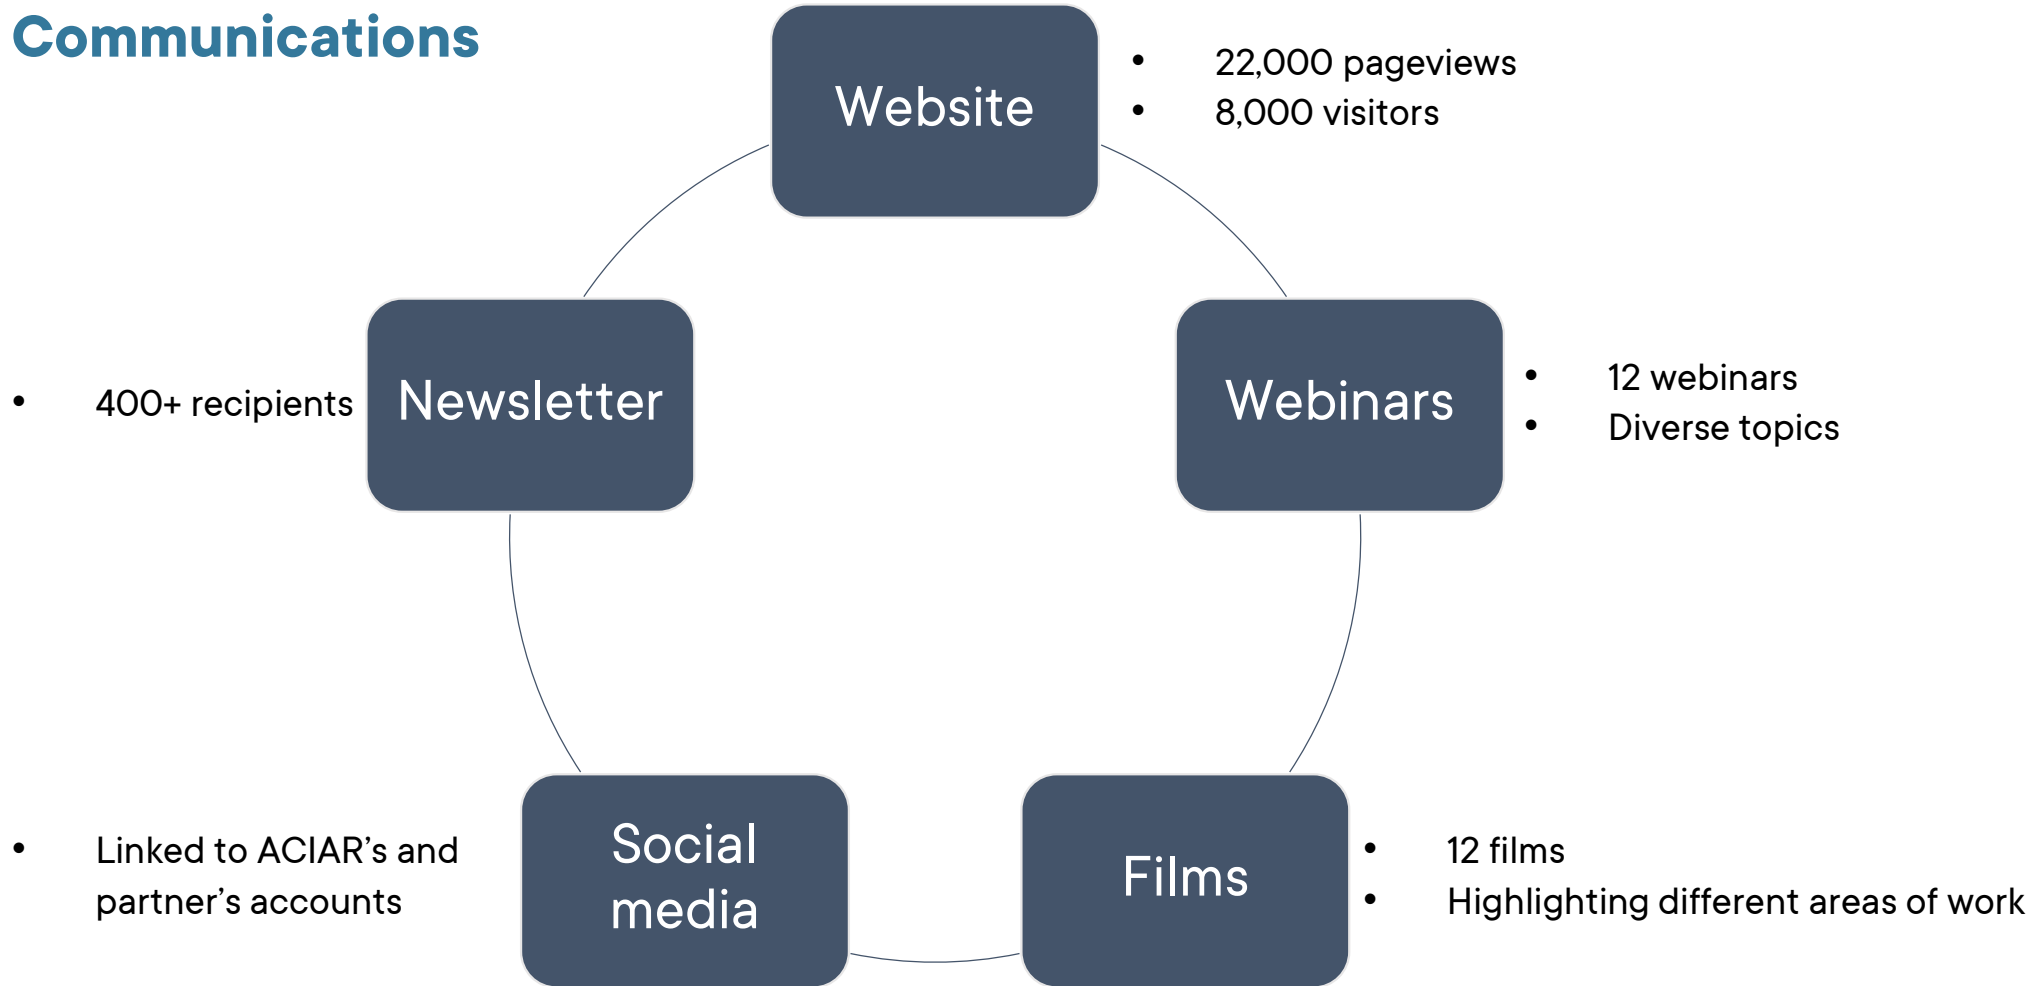 Communications
Website
• 22,000 pageviews
• 8,000 visitors
Webinars
• 12 webinars
• Diverse topics
Films
• 12 films
• Highlighting different areas of work
Social
media
• Linked to ACIAR’s and
partner’s accounts
Newsletter
• 400+ recipients